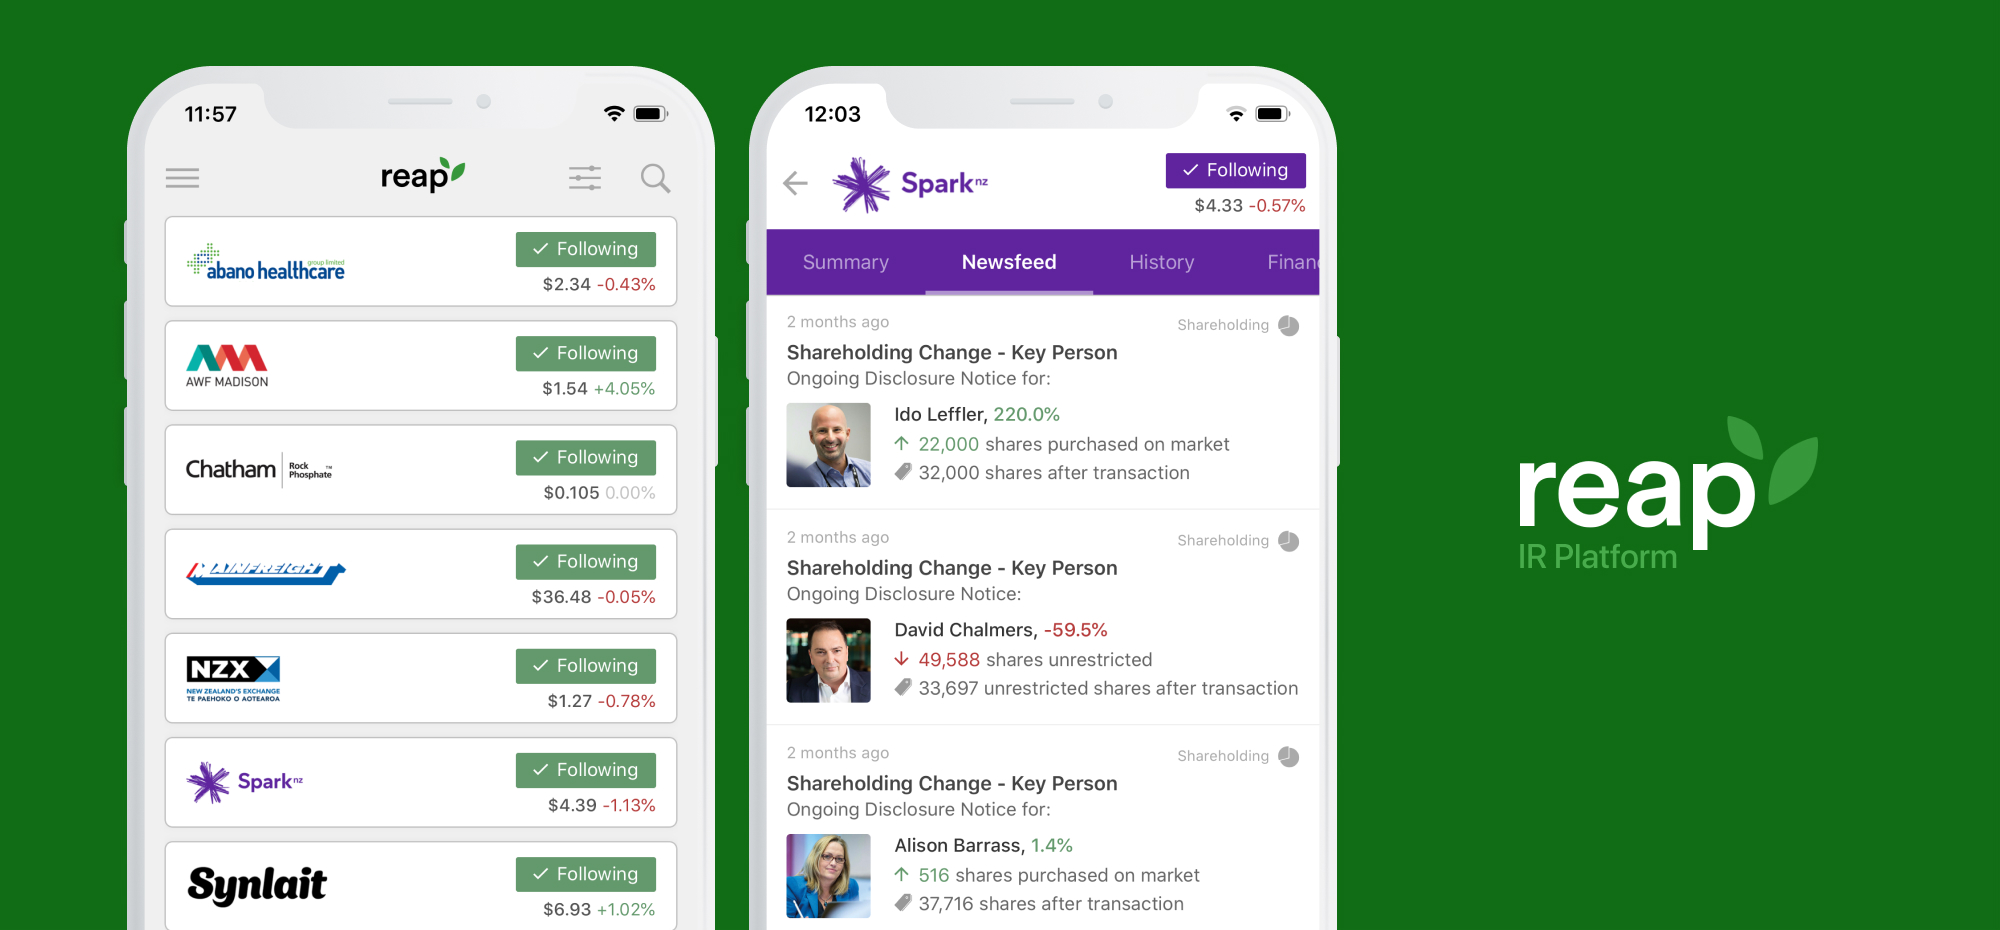 11:57
reap
abano healthcare
group limited
Following
$2.34 -0.43%
AWF MADISON
Following
$1.54 +4.05%
Chatham
Rock
Phosphate
TM
Following
$0.105 0.00%
MAINFREIGHT
Following
$36.48 -0.05%
NZX
NEW ZEALAND'S EXCHANGE
TE PAEHOKO O AOTEAROA
Following
$1.27 -0.78%
Spark nz
Following
$4.39 -1.13%
Synlait
Following
$6.93 +1.02%
12:03
Spark nz
Following
$4.33 -0.57%
Summary Newsfeed History Finan
2 months ago
Shareholding
Shareholding Change - Key Person
Ongoing Disclosure Notice for:
Ido Leffler, 220.0%
22,000 shares purchased on market
32,000 shares after transaction
2 months ago
Shareholding
Shareholding Change - Key Person
Ongoing Disclosure Notice:
David Chalmers, -59.5%
49,588 shares unrestricted
33,697 unrestricted shares after transaction
2 months ago
Shareholding
Shareholding Change - Key Person
Ongoing Disclosure Notice for:
Alison Barrass, 1.4%
516 shares purchased on market
37,716 shares after transaction
reap
IR Platform